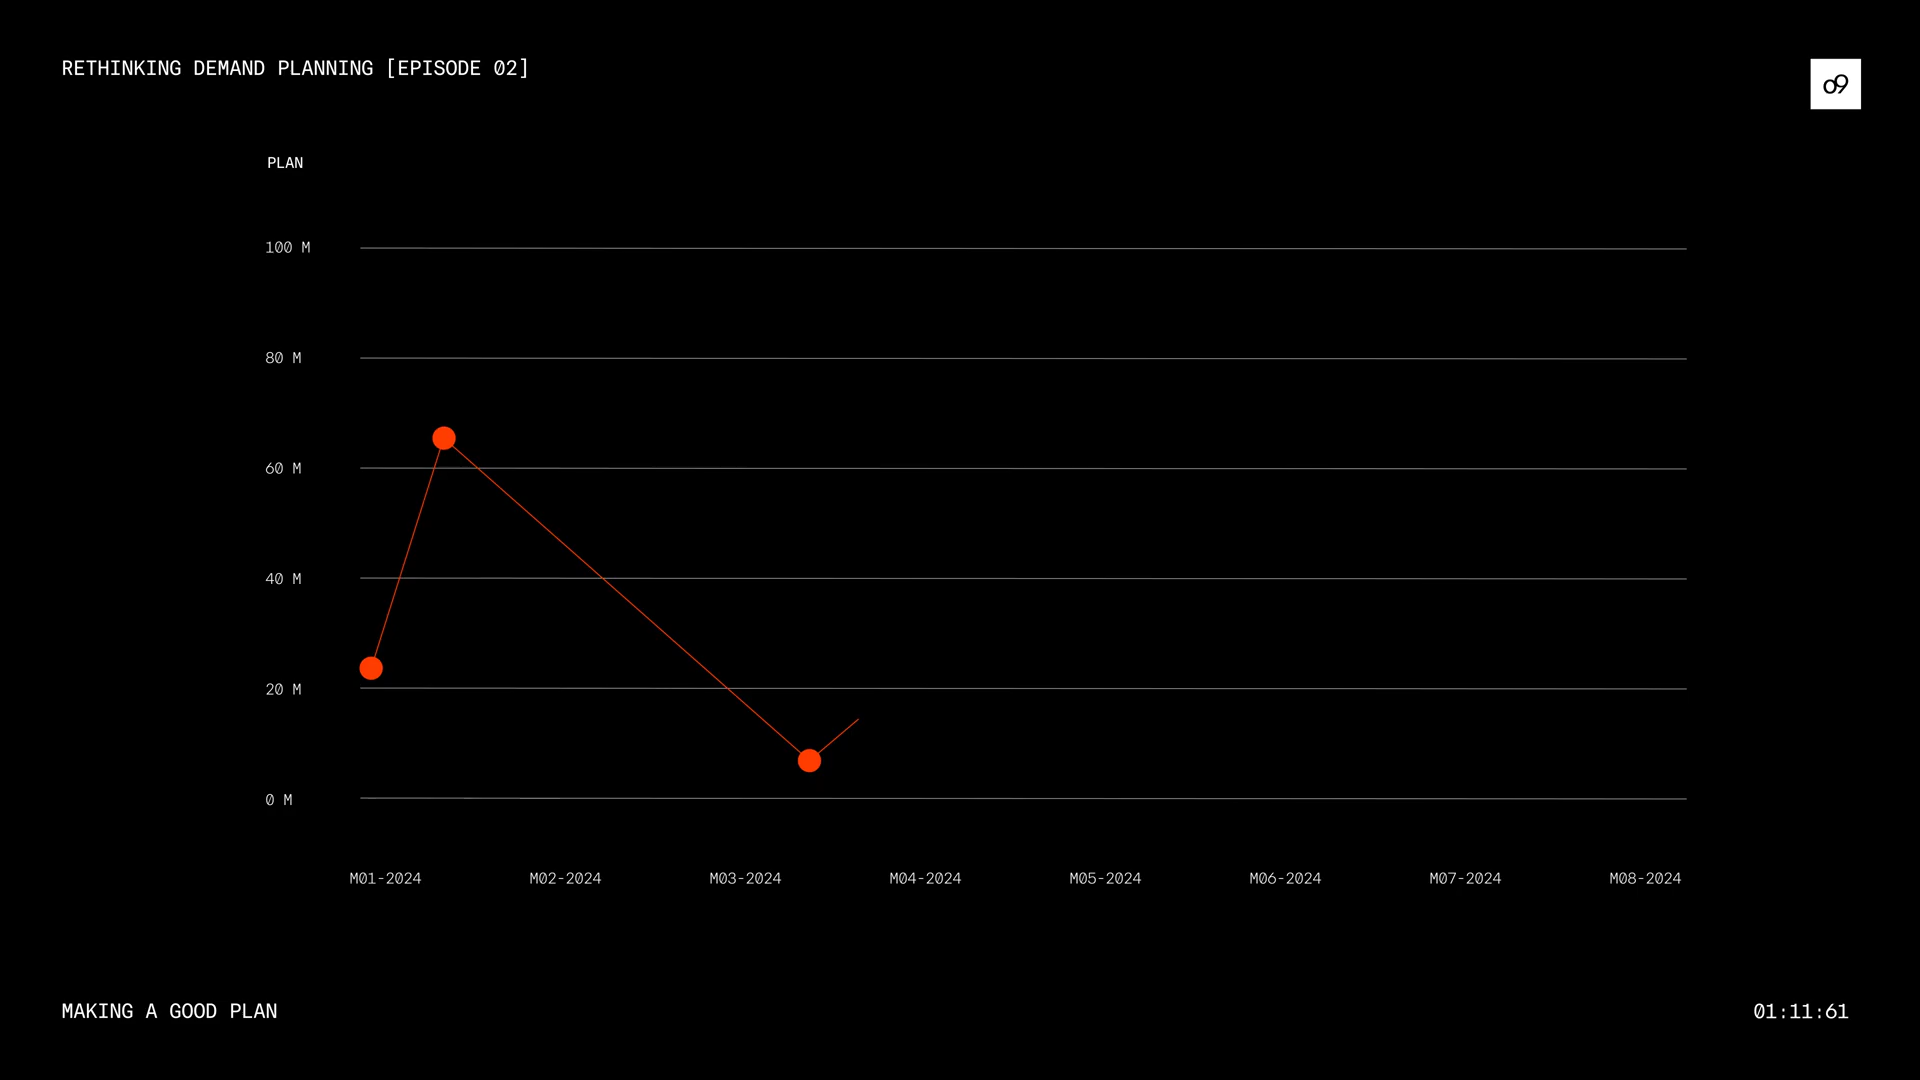 RETHINKING DEMAND PLANNING [EPISODE 02]
o9
PLAN
100 M
80 M
60 M
40 M
20 M
0 M
M01-2024 M02-2024 M03-2024 M04-2024 M05-2024 M06-2024 M07-2024 M08-2024
MAKING A GOOD PLAN
01:11:61